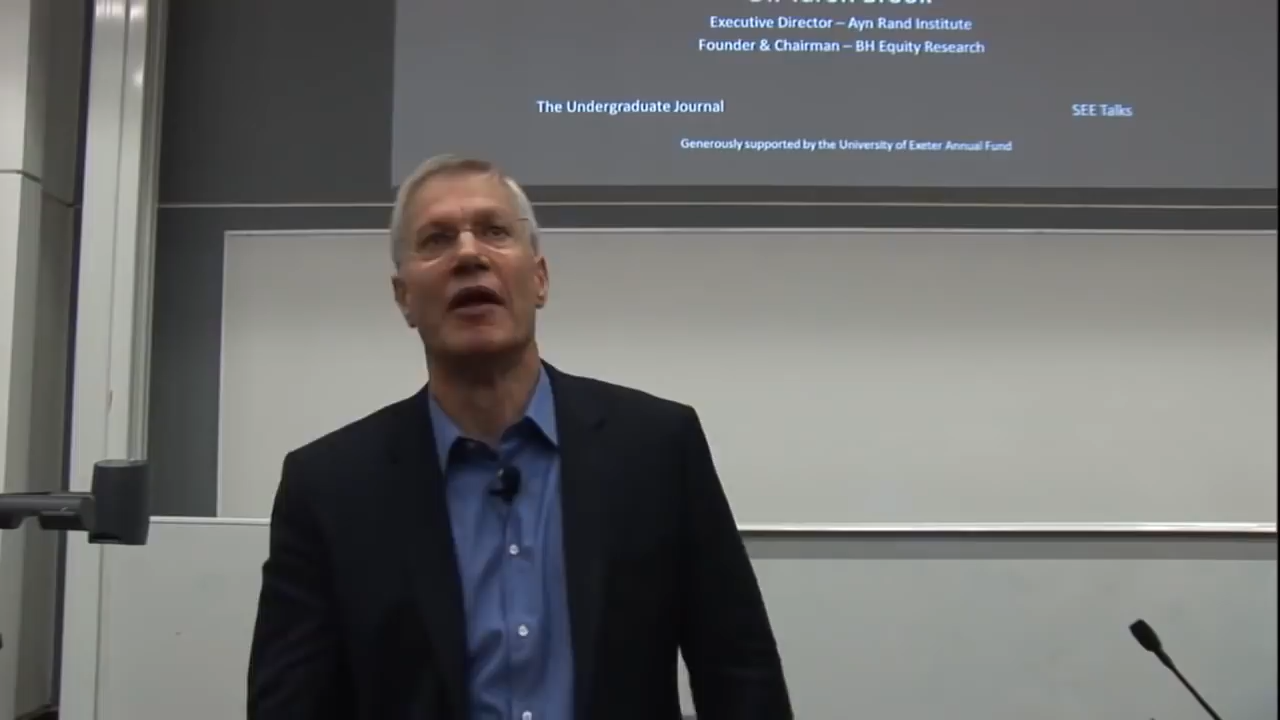 Executive Director – Ayn Rand Institute
Founder & Chairman – BH Equity Research
The Undergraduate Journal
SEE Talks
Generously supported by the University of Exeter Annual Fund